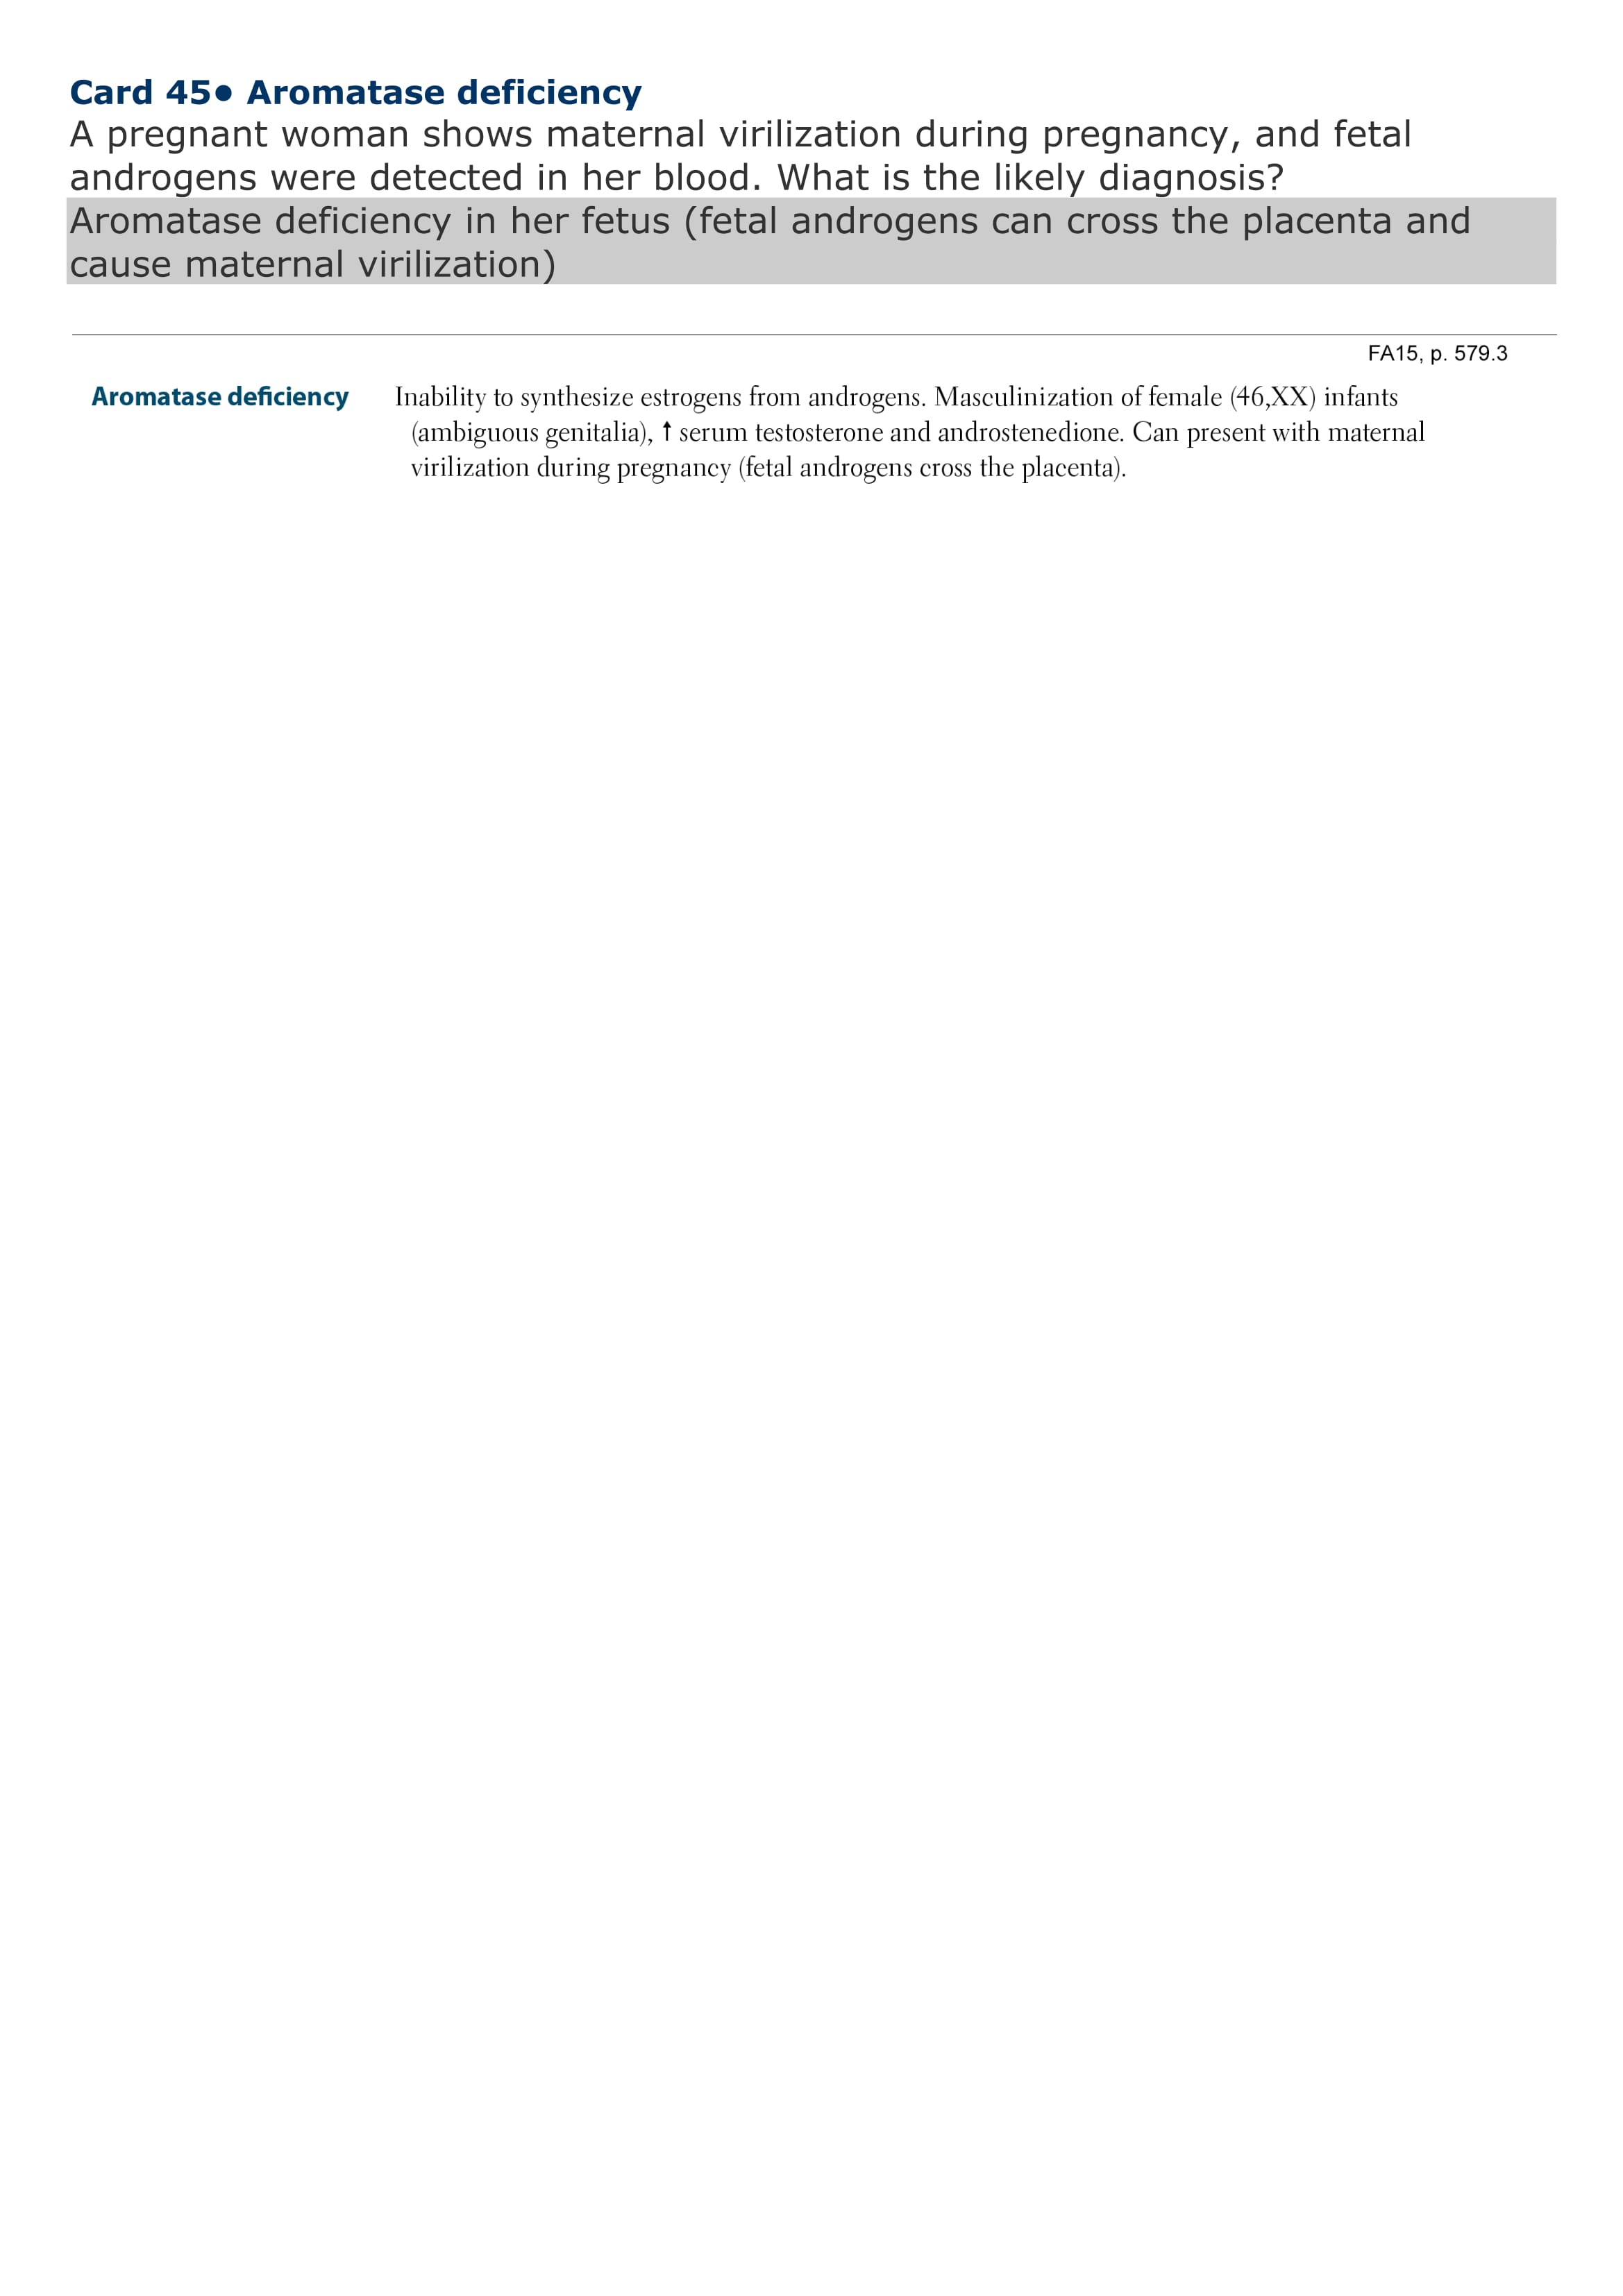 Card 45● Aromatase deficiency
A pregnant woman shows maternal virilization during pregnancy, and fetal
androgens were detected in her blood. What is the likely diagnosis?
Aromatase deficiency in her fetus (fetal androgens can cross the placenta and
cause maternal virilization)
FA15, p. 579.3
Aromatase deficiency Inability to synthesize estrogens from androgens. Masculinization of female (46,XX) infants
(ambiguous genitalia), ↑ serum testosterone and androstenedione. Can present with maternal
virilization during pregnancy (fetal androgens cross the placenta).